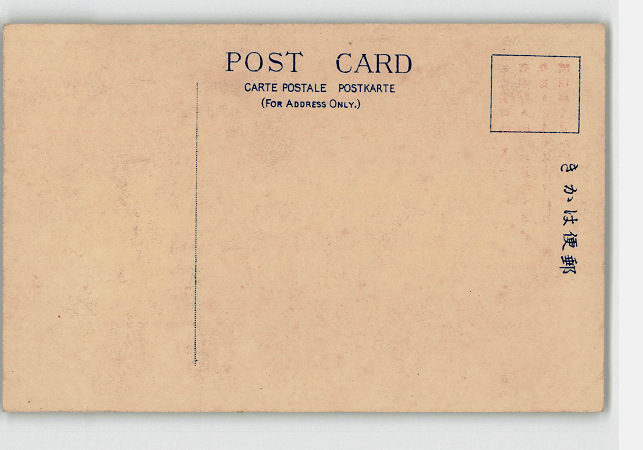 POST CARD
CARTE POSTALE POSTKARTE
(FOR ADDRESS ONLY.)
きかは便郵